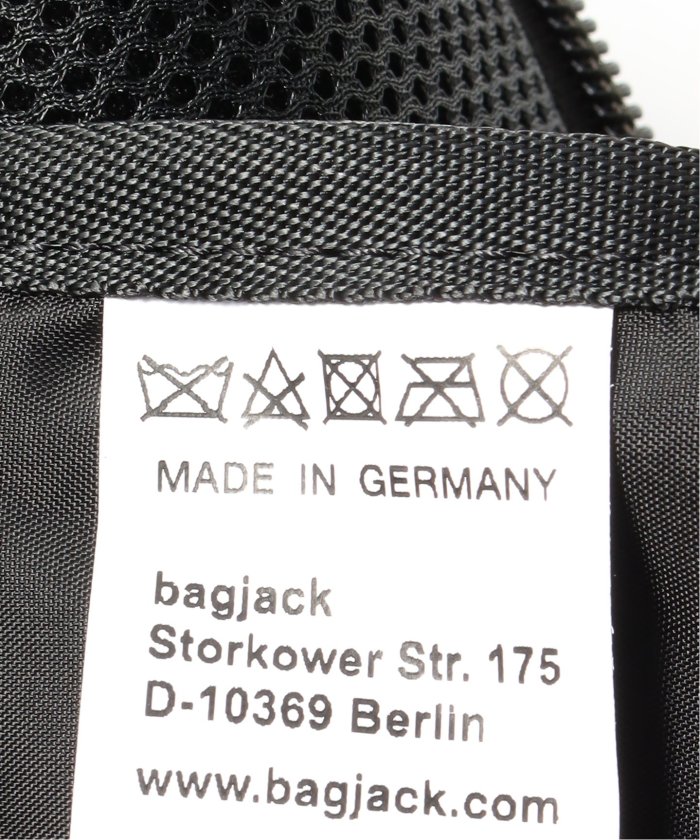 MADE IN GERMANY
bagjack
Storkower Str. 175
D-10369 Berlin
www.bagjack.com